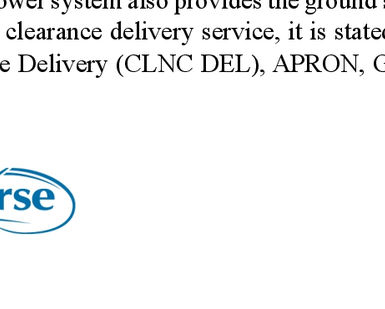 ower system also provides the ground
clearance delivery service, it is stated
e Delivery (CLNC DEL), APRON, G
rse